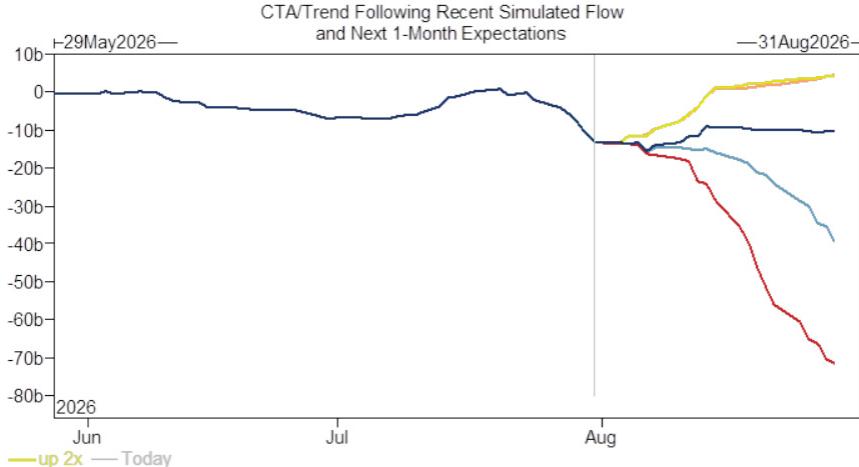 CTA/Trend Following Recent Simulated Flow
and Next 1-Month Expectations
29May2026
31Aug2026
10b
0
-10b
-20b
-30b
-40b
-50b
-60b
-70b
-80b
2026
Jun Jul Aug
up 2x Today